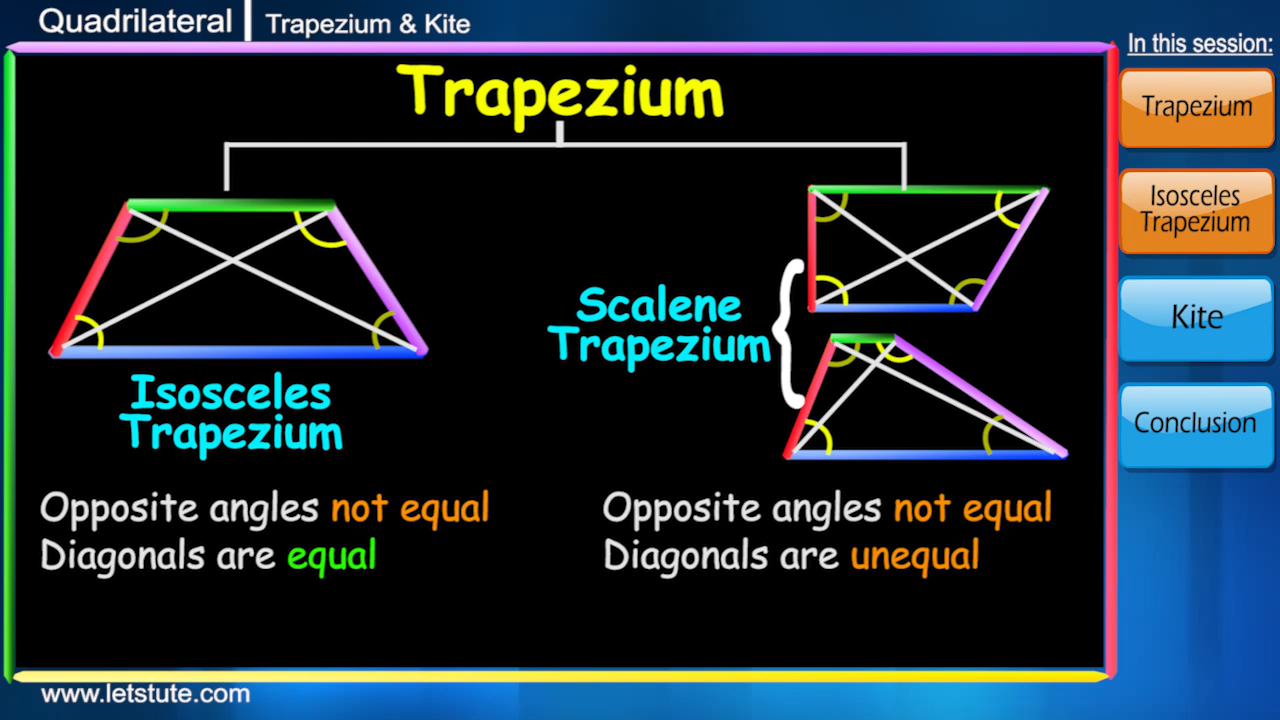 Quadrilateral | Trapezium & Kite
In this session:
Trapezium
Trapezium
Isosceles
Trapezium
Kite
Conclusion
Scalene
Trapezium
Isosceles
Trapezium
Opposite angles not equal
Diagonals are equal
Opposite angles not equal
Diagonals are unequal
www.letstute.com